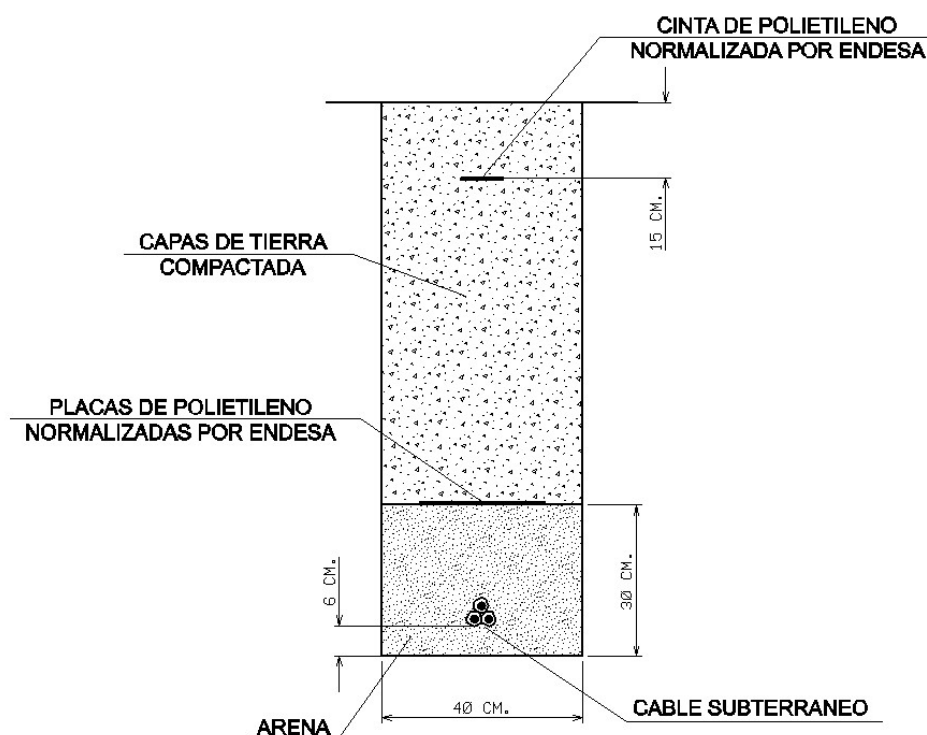 CINTA DE POLIETILENO
NORMALIZADA POR ENDESA
15 CM.
CAPAS DE TIERRA
COMPACTADA
PLACAS DE POLIETILENO
NORMALIZADAS POR ENDESA
6 CM.
30 CM.
40 CM.
CABLE SUBTERRANEO
ARENA